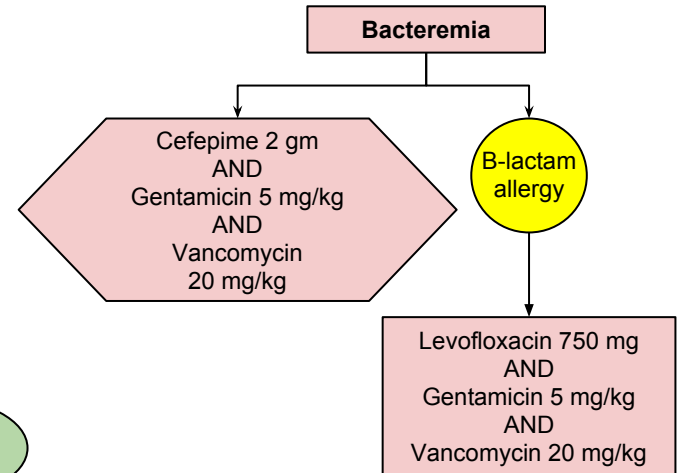 Bacteremia
Cefepime 2 gm
AND
Gentamicin 5 mg/kg
AND
Vancomycin
20 mg/kg
B-lactam
allergy
Levofloxacin 750 mg
AND
Gentamicin 5 mg/kg
AND
Vancomycin 20 mg/kg